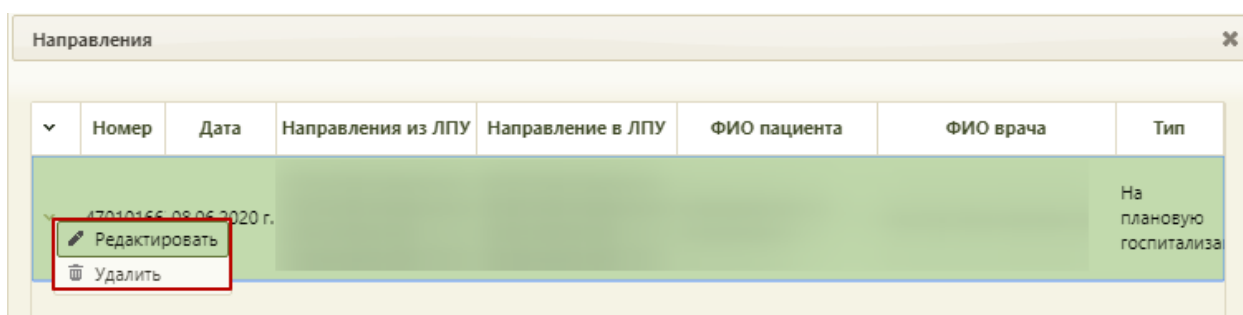 Направления
Номер Дата Направления из ЛПУ Направление в ЛПУ ФИО пациента ФИО врача Тип
47010166 08.06.2020 г. На
плановую
госпитализа
Редактировать
Удалить